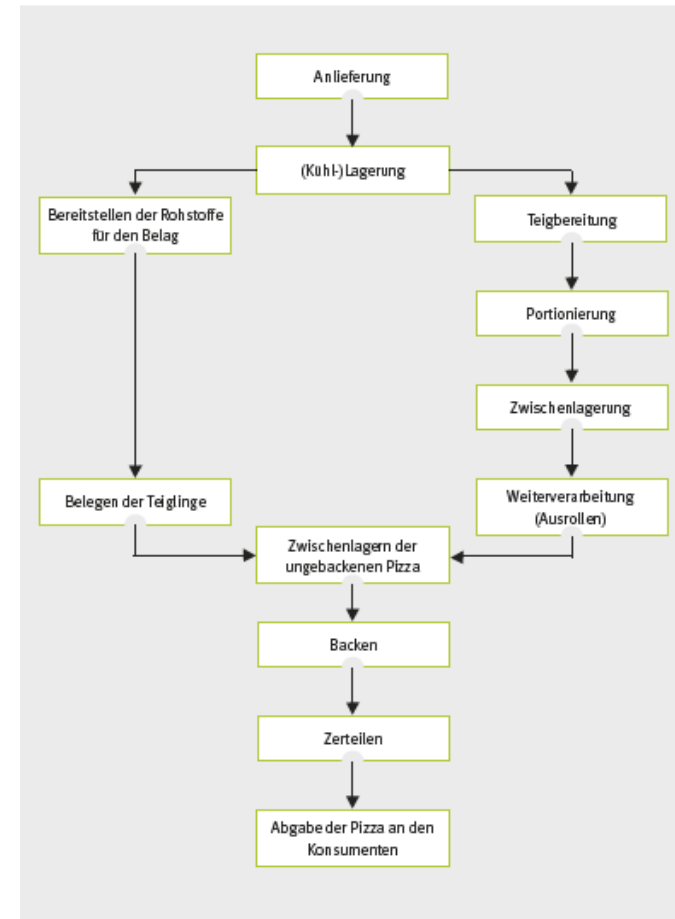 Anlieferung
(Kühl-)Lagerung
Bereitstellen der Rohstoffe
für den Belag
Teigbereitung
Portionierung
Zwischenlagerung
Belegen der Teiglinge
Weiterverarbeitung
(Ausrollen)
Zwischenlagern der
ungebackenen Pizza
Backen
Zerteilen
Abgabe der Pizza an den
Konsumenten